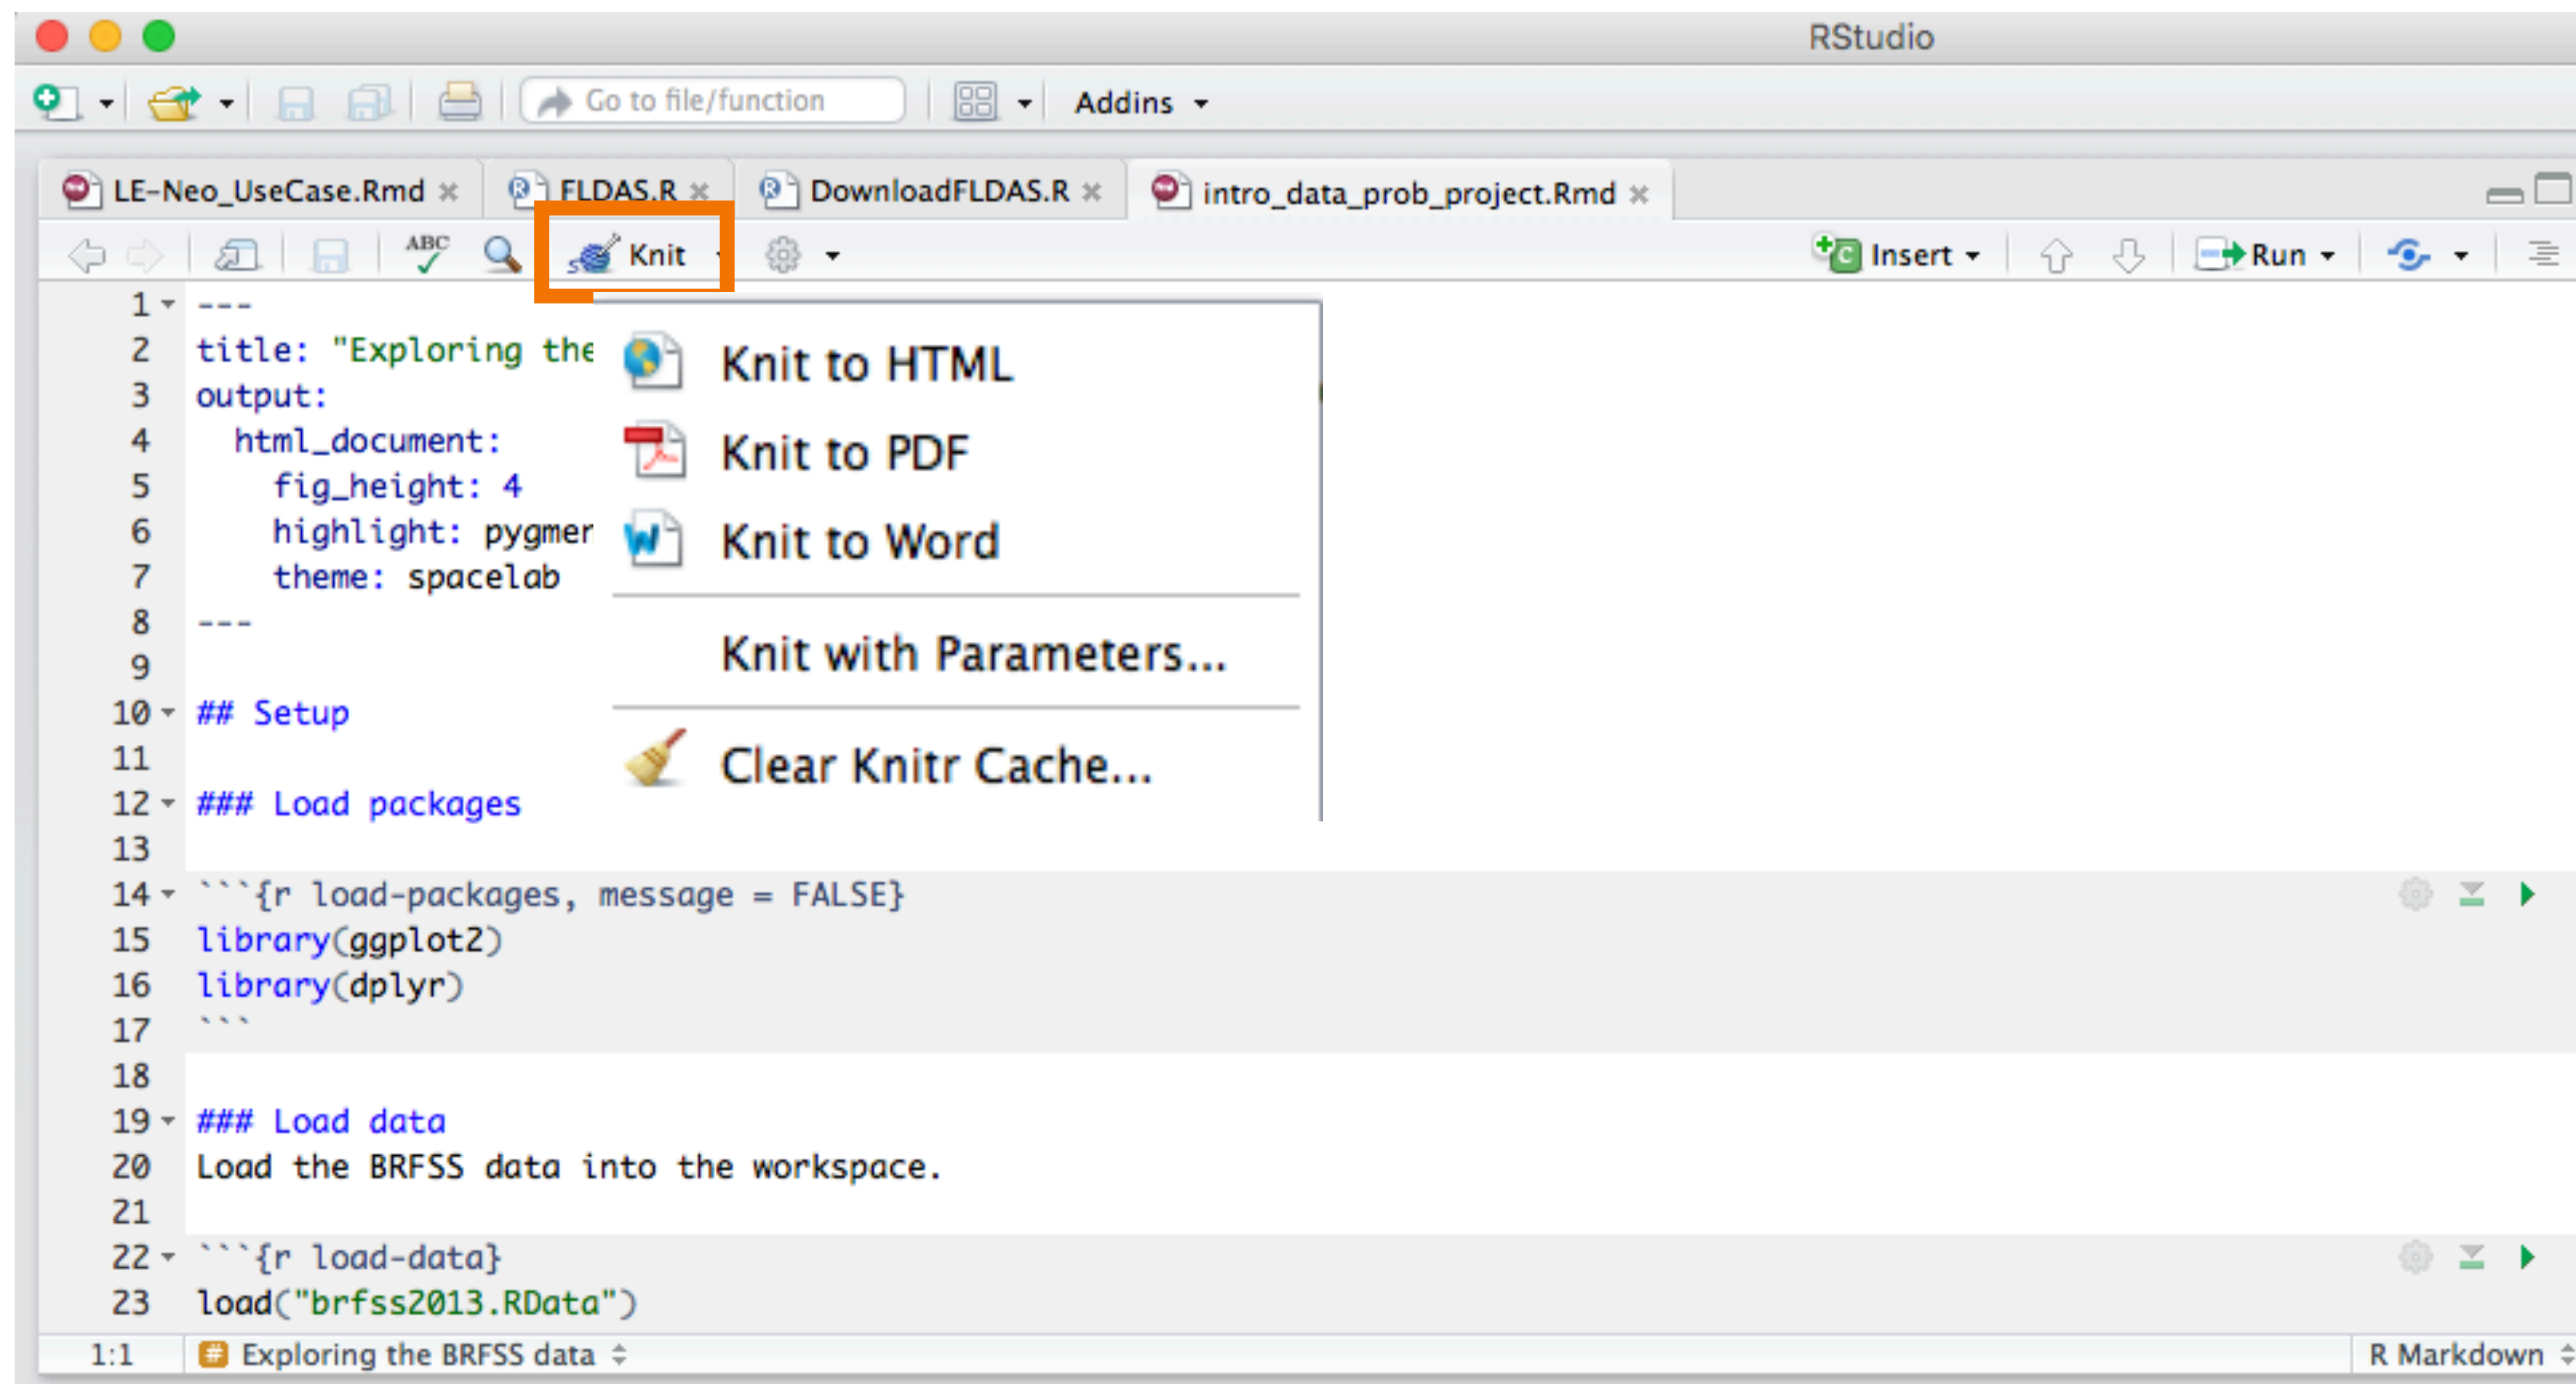 RStudio
Go to file/function Addins
LE-Neo_UseCase.Rmd FLDAS.R DownloadFLDAS.R intro_data_prob_project.Rmd
ABC Knit Insert Run
1 ---
2 title: "Exploring the
3 output:
4 html_document:
5 fig_height: 4
6 highlight: pygmen
7 theme: spacelab
8 ---
9
10 ## Setup
11
12 ### Load packages
13
Knit to HTML
Knit to PDF
Knit to Word
Knit with Parameters...
Clear Knitr Cache...
14 ```{r load-packages, message = FALSE}
15 library(ggplot2)
16 library(dplyr)
17 ```
18
19 ### Load data
20 Load the BRFSS data into the workspace.
21
22 ```{r load-data}
23 load("brfss2013.RData")
1:1 # Exploring the BRFSS data R Markdown